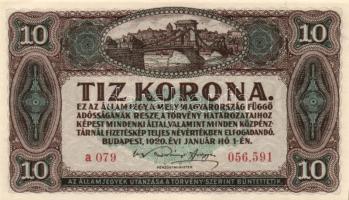 10 10
TIZ KORONA.
EZ AZ ÁLLAMJEGY A MELY MAGYARORSZÁG FÜGGŐ
ADÓSSÁGÁNAK RÉSZE, A TÖRVÉNY HATÁROZATAIHOZ
KÉPEST MINDENKI ÁLTAL, VALAMINT MINDEN KÖZPÉNZ-
TÁRNÁL FIZETÉSKÉP TELJES NÉVÉRTÉKBEN ELFOGADANDÓ.
BUDAPEST, 1920. ÉVI JANUÁR HÓ 1-ÉN.
a 079 056,591
PÉNZÜGYMINISTER
10 10
AZ ÁLLAMJEGYEK UTÁNZÁSA A TÖRVÉNY SZERINT BÜNTETTETIK